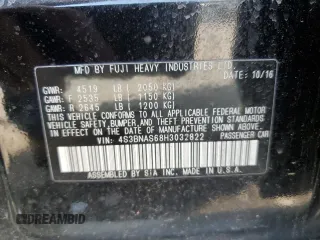 MFD BY FUJI HEAVY INDUSTRIES LTD.
DATE: 10/16
GVWR: 4519 LB ( 2050 KG)
GAWR: F 2535 LB ( 1150 KG)
GAWR: R 2645 LB ( 1200 KG)
THIS VEHICLE CONFORMS TO ALL APPLICABLE
FEDERAL MOTOR VEHICLE
SAFETY, BUMPER, AND THEFT PREVENTION STANDARDS
IN EFFECT ON THE DATE OF MANUFACTURE SHOWN ABOVE.
VIN: 4S3BNAS68H3032822
PASSENGER CAR
ASSEMBLED BY SIA INC. MADE IN U.S.A.
DREAMBID